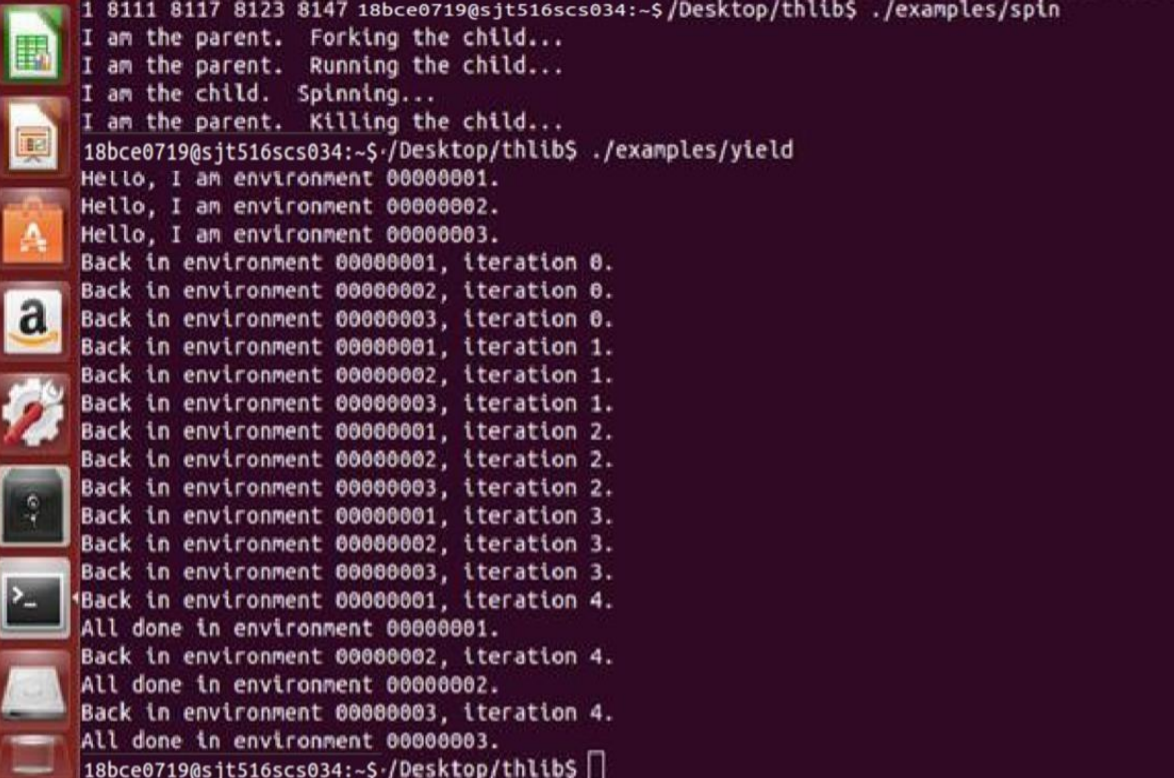 1 8111 8117 8123 8147 18bce0719@sjt516scs034:~$/Desktop/thlib$ ./examples/spin
I am the parent.  Forking the child...
I am the parent.  Running the child...
I am the child.  Spinning...
I am the parent.  Killing the child...
18bce0719@sjt516scs034:~$·/Desktop/thlib$ ./examples/yield
Hello, I am environment 00000001.
Hello, I am environment 00000002.
Hello, I am environment 00000003.
Back in environment 00000001, iteration 0.
Back in environment 00000002, iteration 0.
Back in environment 00000003, iteration 0.
Back in environment 00000001, iteration 1.
Back in environment 00000002, iteration 1.
Back in environment 00000003, iteration 1.
Back in environment 00000001, iteration 2.
Back in environment 00000002, iteration 2.
Back in environment 00000003, iteration 2.
Back in environment 00000001, iteration 3.
Back in environment 00000002, iteration 3.
Back in environment 00000003, iteration 3.
Back in environment 00000001, iteration 4.
All done in environment 00000001.
Back in environment 00000002, iteration 4.
All done in environment 00000002.
Back in environment 00000003, iteration 4.
All done in environment 00000003.
18bce0719@sjt516scs034:~$·/Desktop/thlib$